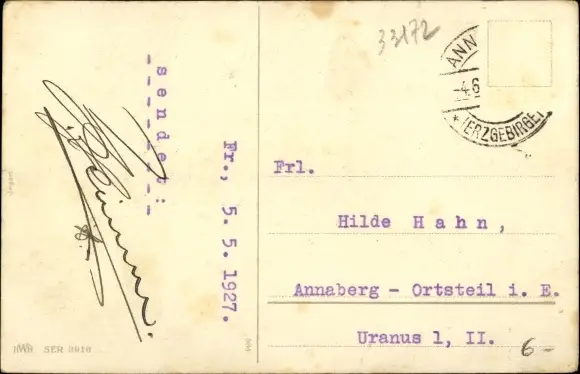 33172
ANN
-4.6
* (ERZGEBIRGE)
sender:
Fr., 5. 5. 1927.
Frl.
Hilde Hahn,
Annaberg - Ortsteil i. E.
Uranus 1, II.
6-
SER 8916